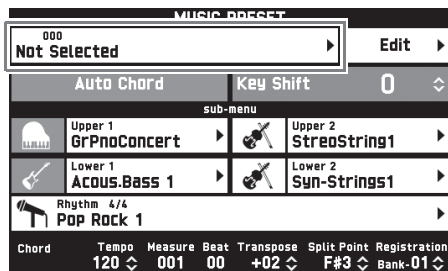 MUSIC PRESET
000
Not Selected
Edit
Auto Chord
Key Shift 0
sub-menu
Upper 1
GrPnoConcert
Upper 2
StreoString1
Lower 1
Acous.Bass 1
Lower 2
Syn-Strings1
Rhythm 4/4
Pop Rock 1
Chord Tempo Measure Beat Transpose Split Point Registration
120 001 00 +02 F#3 Bank-01